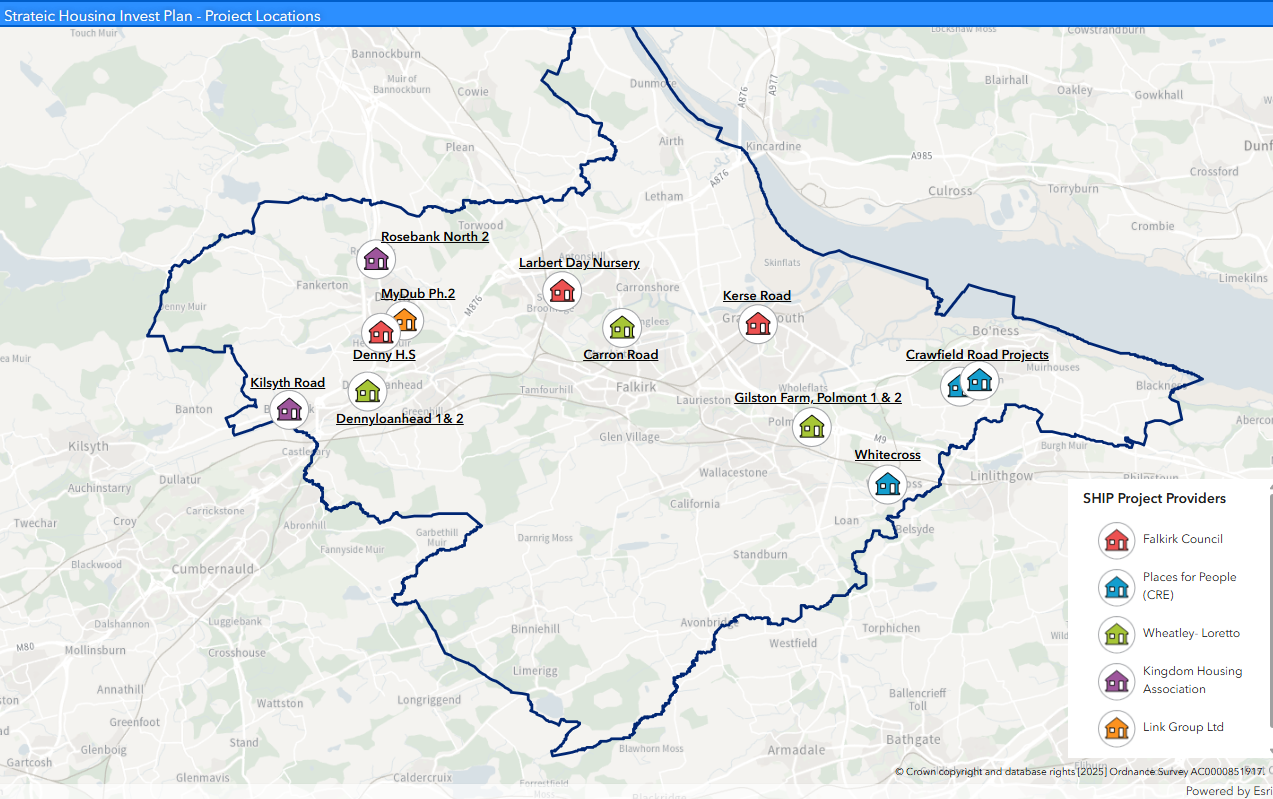 Strateic Housing Invest Plan - Project Locations
Touch Muir
Lockshaw Moss
Cowstrandburn
Bannockburn
Muir of
Bannockburn
Cowie
Dunmore
A876
A977
Blairhall
Oakley
Gowkhall
Plean
Airth
Kincardine
A985
A876
Crossford
Letham
Culross
Torryburn
Torwood
Crombie
Rosebank North 2
Larbert Day Nursery
Skinflats
Limekilns
Fankerton
MyDub Ph.2
Carronshore
Kerse Road
M876
Denny Muir
Bo'ness
Denny H.S
Carron Road
Crawfield Road Projects
Muirhouses
Kilsyth Road
Tamfourhill
Falkirk
Wholeflats
Laurieston
Gilston Farm, Polmont 1 & 2
Banton
Dennyloanhead 1& 2
Glen Village
M9
Burgh Muir
Kilsyth
Castlecary
Whitecross
Wallacestone
Linlithgow
Philpstoun
Dullatur
Auchinstarry
California
SHIP Project Providers
Twechar
Croy
Carrickstone
Abronhill
Garbethill
Muir
Darnrig Moss
Loan
Belsyde
Falkirk Council
Fannyside Muir
Standburn
Blackwood
Cumbernauld
Places for People
(CRE)
Luggiebank
Dalshannon
Binniehill
Avonbridge
Torphichen
Wheatley- Loretto
M80
Mollinsburn
Crosshouse
Westfield
Limerigg
Kingdom Housing
Association
Annathill
Wattston
Longriggend
Ballencrieff
Toll
Greenfoot
Link Group Ltd
Glenboig
Stand
Blawhorn Moss
Armadale
Bathgate
Gartcosh
Glenmavis
Caldercruix
© Crown copyright and database rights [2025] Ordnance Survey AC0000851917.
Powered by Esri